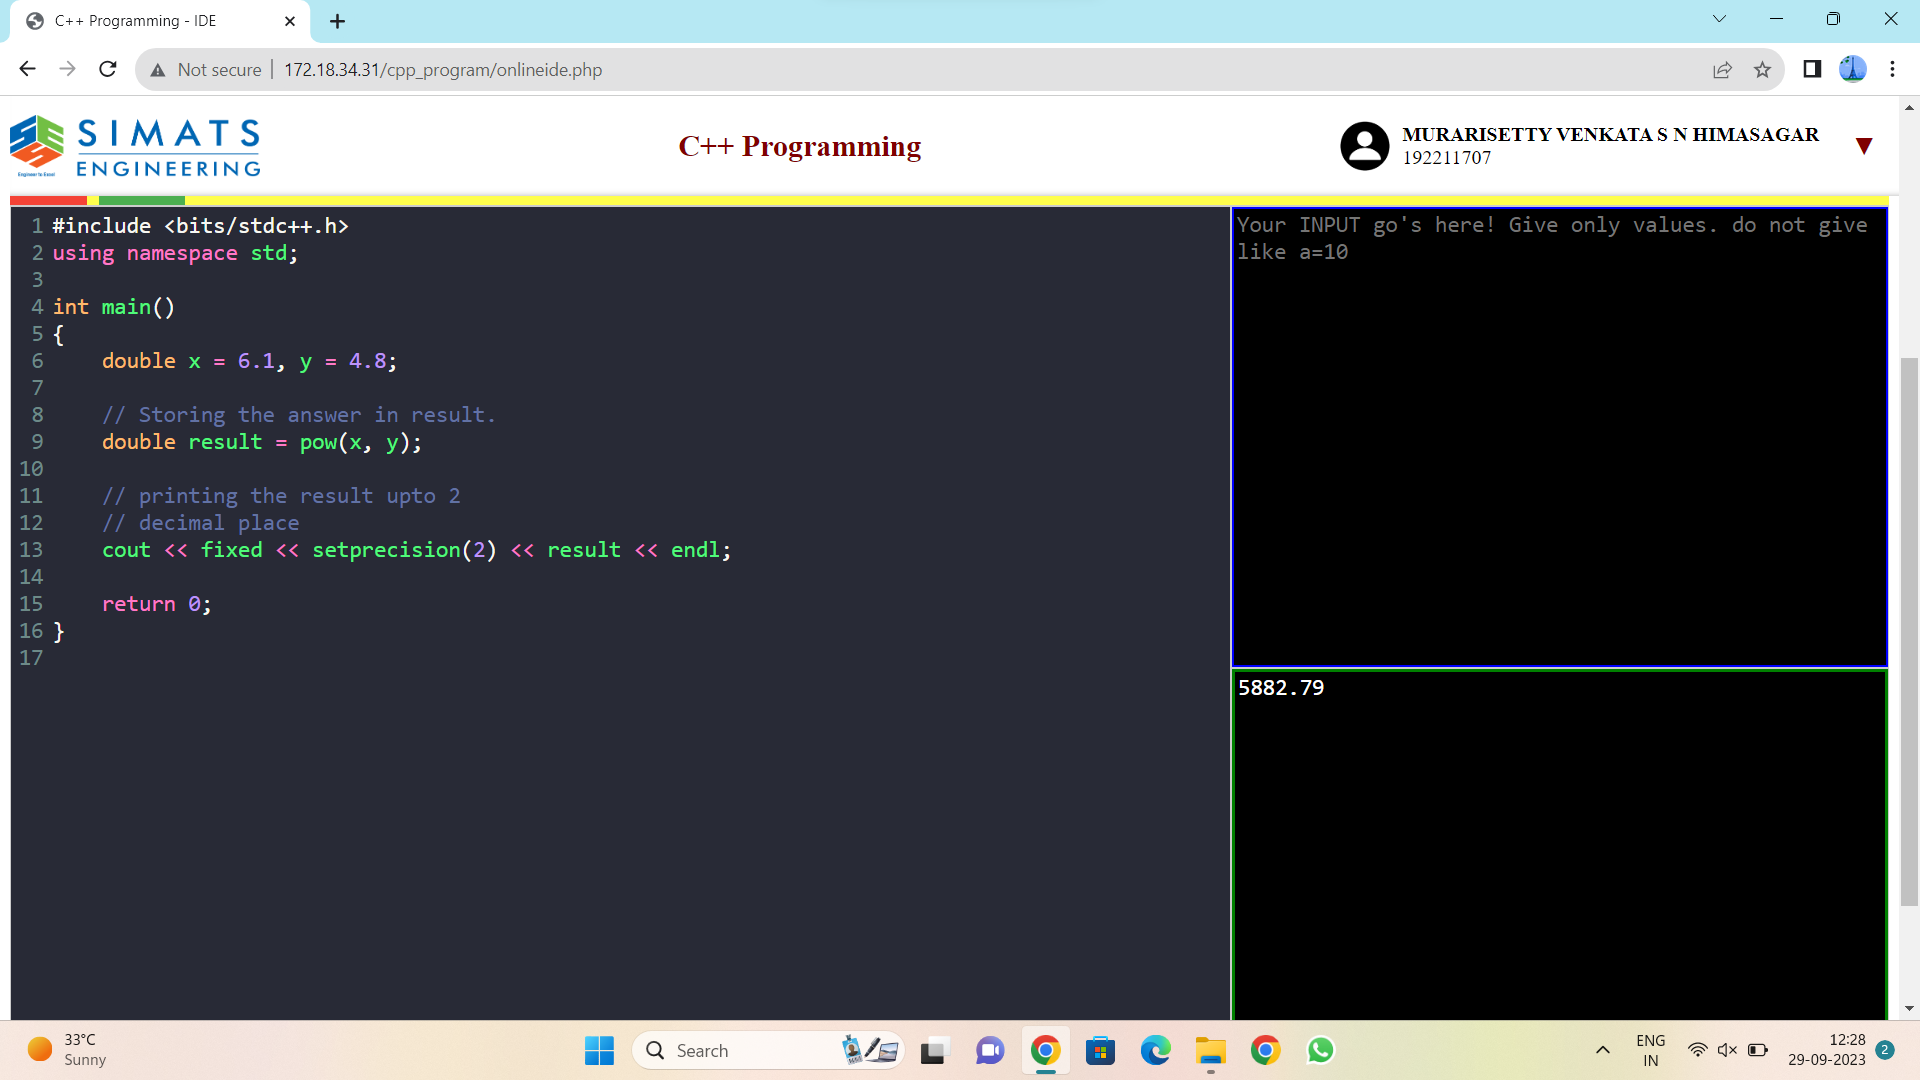 C++ Programming - IDE
Not secure | 172.18.34.31/cpp_program/onlineide.php
SIMATS
ENGINEERING
Engineer to Excel
C++ Programming
MURARISETTY VENKATA S N HIMASAGAR
192211707
1 #include <bits/stdc++.h>
2 using namespace std;
3
4 int main()
5 {
6     double x = 6.1, y = 4.8;
7
8     // Storing the answer in result.
9     double result = pow(x, y);
10
11     // printing the result upto 2
12     // decimal place
13     cout << fixed << setprecision(2) << result << endl;
14
15     return 0;
16 }
17
Your INPUT go's here! Give only values. do not give
like a=10
5882.79
33°C
Sunny
Search
ENG
IN
12:28
29-09-2023
2